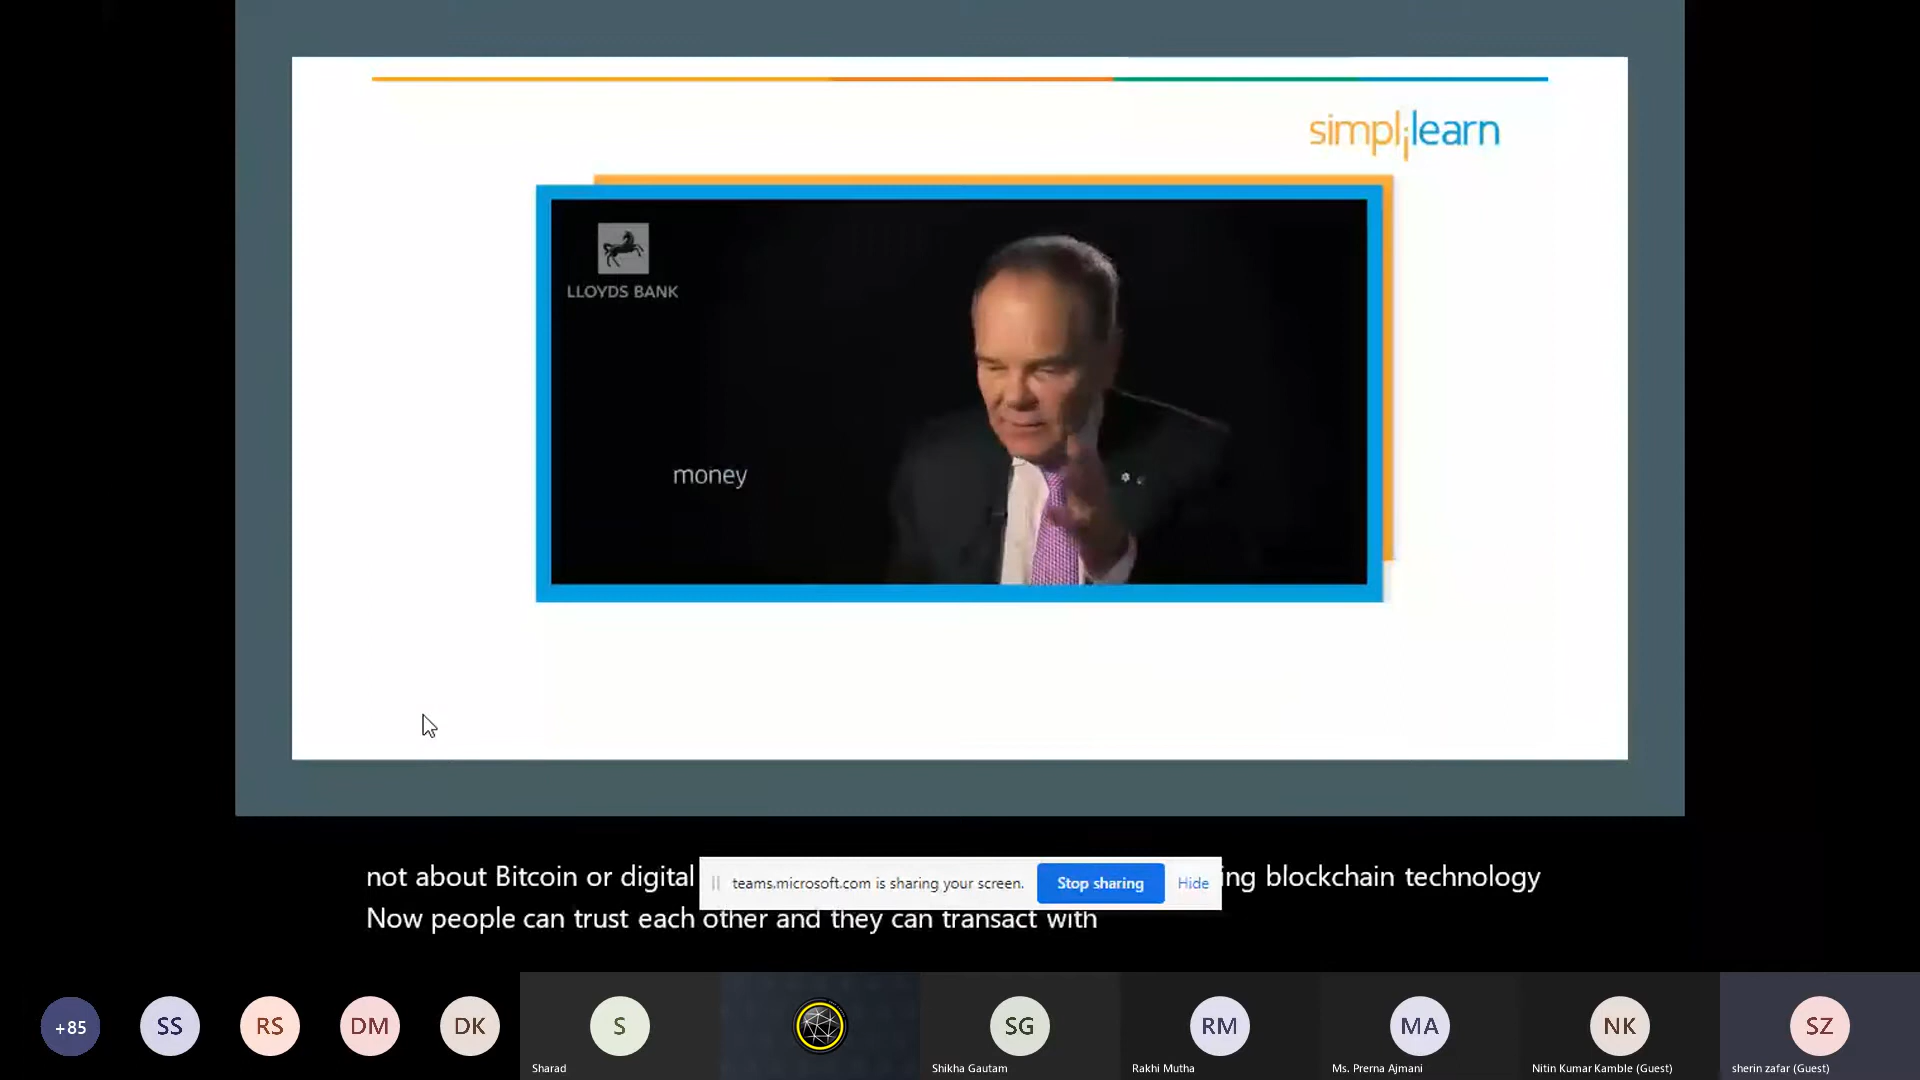 simplilearn
LLOYDS BANK
money
not about Bitcoin or digital
ing blockchain technology
teams.microsoft.com is sharing your screen.
Stop sharing
Hide
Now people can trust each other and they can transact with
+85
SS
RS
DM
DK
S
SG
RM
MA
NK
SZ
Sharad
Shikha Gautam
Rakhi Mutha
Ms. Prerna Ajmani
Nitin Kumar Kamble (Guest)
sherin zafar (Guest)